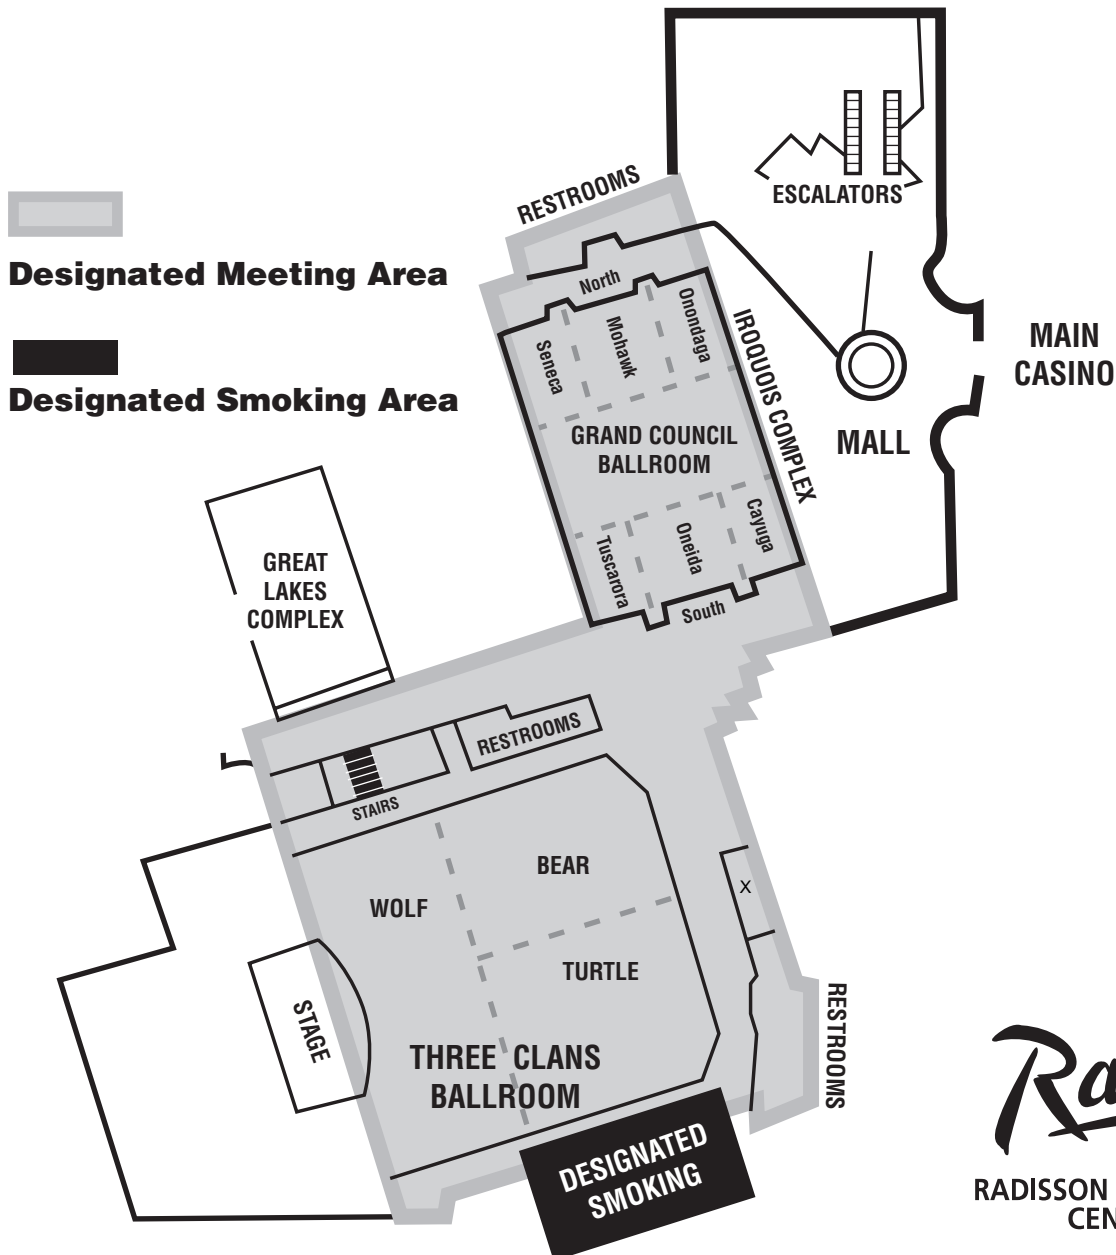 RESTROOMS
ESCALATORS
Designated Meeting Area
Designated Smoking Area
North
Seneca
Mohawk
Onondaga
IROQUOIS COMPLEX
MAIN
CASINO
MALL
GRAND COUNCIL
BALLROOM
Tuscarora
Oneida
Cayuga
South
GREAT
LAKES
COMPLEX
RESTROOMS
STAIRS
BEAR
WOLF
X
TURTLE
STAGE
THREE CLANS
BALLROOM
RESTROOMS
DESIGNATED
SMOKING
Ra
RADISSON
CEN